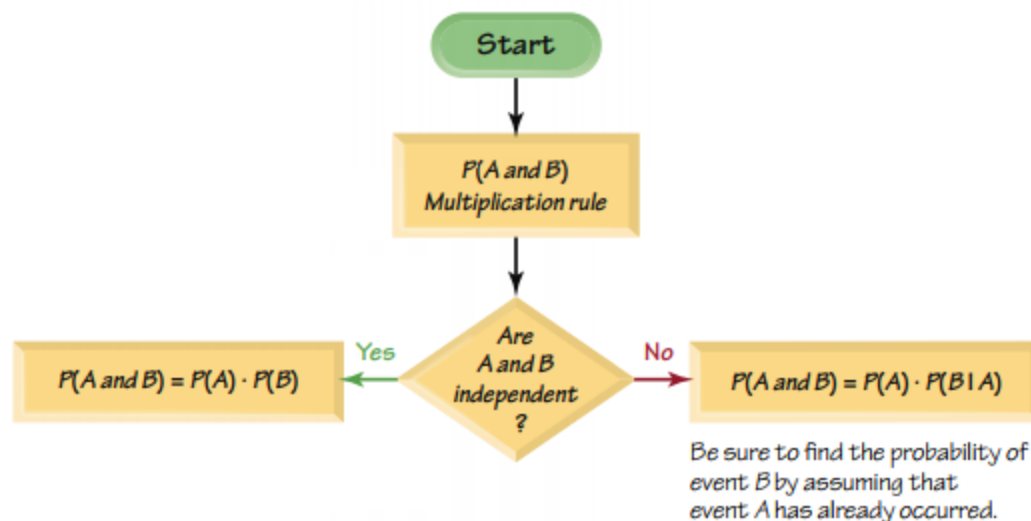 Start
P(A and B)
Multiplication rule
Are
A and B
independent
?
Yes
No
P(A and B) = P(A) · P(B)
P(A and B) = P(A) · P(B|A)
Be sure to find the probability of
event B by assuming that
event A has already occurred.